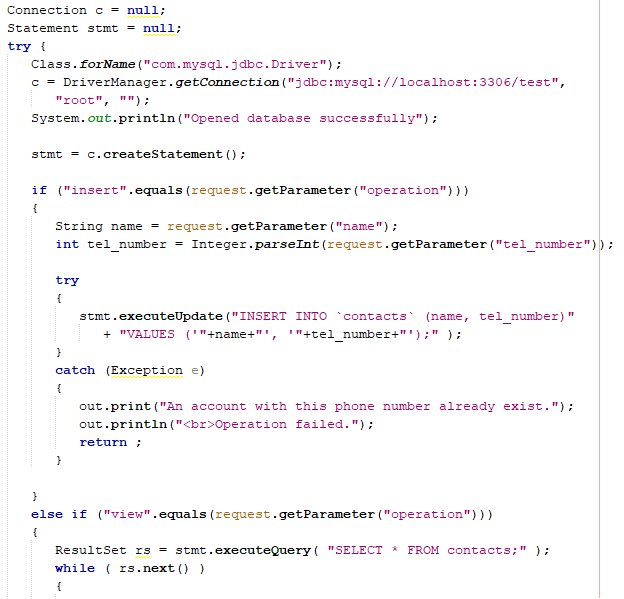 Connection c = null;
Statement stmt = null;
try {
Class.forName("com.mysql.jdbc.Driver");
c = DriverManager.getConnection("jdbc:mysql://localhost:3306/test",
"root", "");
System.out.println("Opened database successfully");
stmt = c.createStatement();
if ("insert".equals(request.getParameter("operation")))
{
String name = request.getParameter("name");
int tel_number = Integer.parseInt(request.getParameter("tel_number"));
try
{
stmt.executeUpdate("INSERT INTO `contacts` (name, tel_number)"
+ "VALUES ('"+name+"', '"+tel_number+"');" );
}
catch (Exception e)
{
out.print("An account with this phone number already exist.");
out.println("<br>Operation failed.");
return ;
}
}
else if ("view".equals(request.getParameter("operation")))
{
ResultSet rs = stmt.executeQuery( "SELECT * FROM contacts;" );
while ( rs.next() )
{